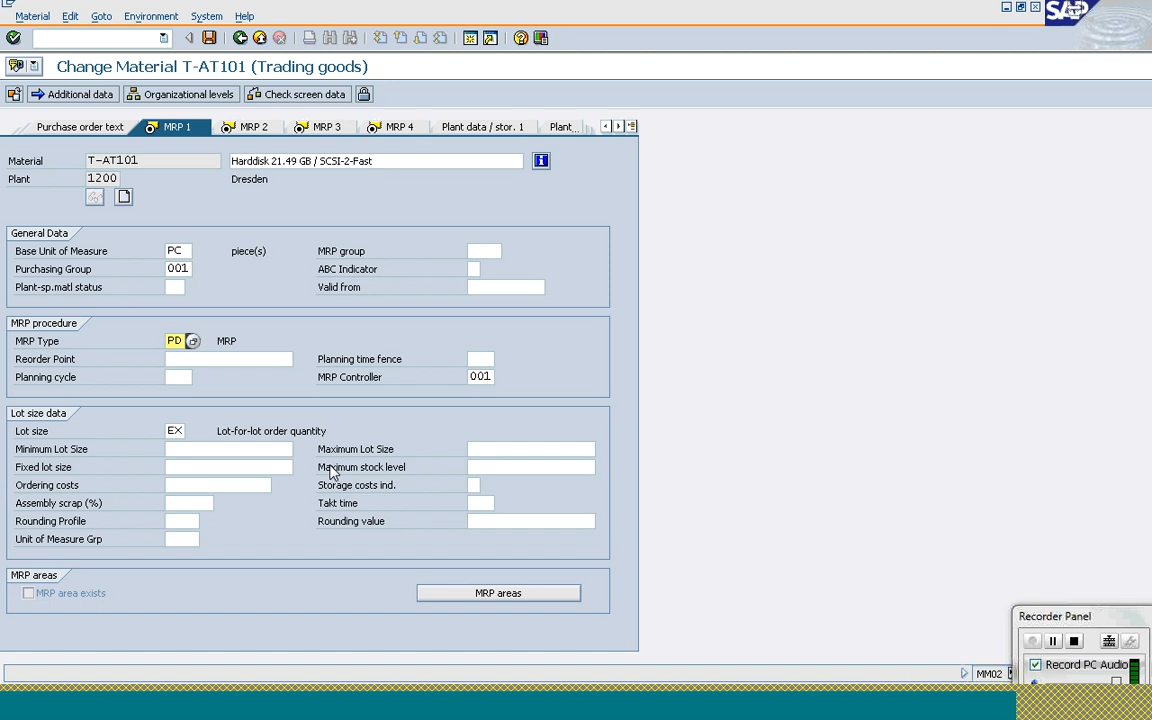 Material Edit Goto Environment System Help
SAP
Change Material T-AT101 (Trading goods)
Additional data Organizational levels Check screen data
Purchase order text MRP 1 MRP 2 MRP 3 MRP 4 Plant data / stor. 1 Plant...
Material T-AT101 Harddisk 21.49 GB / SCSI-2-Fast
Plant 1200 Dresden
General Data
Base Unit of Measure PC piece(s) MRP group
Purchasing Group 001 ABC Indicator
Plant-sp.matl status Valid from
MRP procedure
MRP Type PD MRP
Reorder Point Planning time fence
Planning cycle MRP Controller 001
Lot size data
Lot size EX Lot-for-lot order quantity
Minimum Lot Size Maximum Lot Size
Fixed lot size Maximum stock level
Ordering costs Storage costs ind.
Assembly scrap (%) Takt time
Rounding Profile Rounding value
Unit of Measure Grp
MRP areas
MRP area exists MRP areas
Recorder Panel
Record PC Audio
MM02